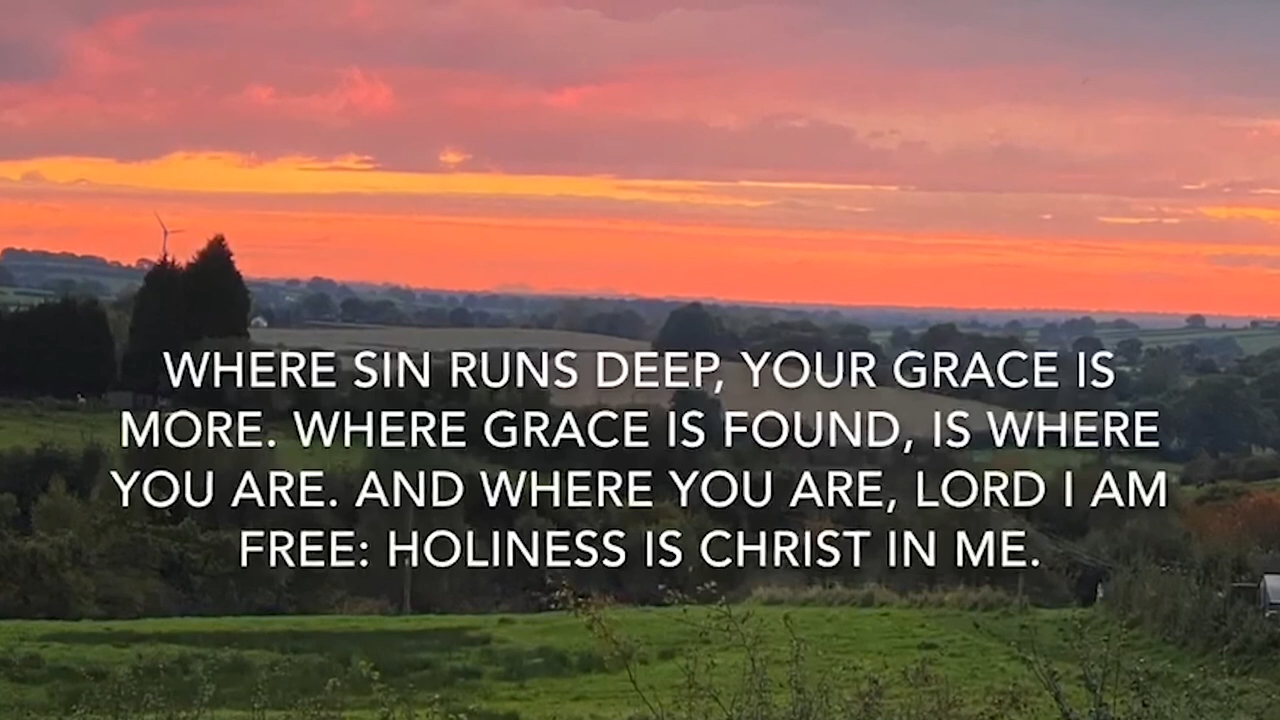 WHERE SIN RUNS DEEP, YOUR GRACE IS
MORE. WHERE GRACE IS FOUND, IS WHERE
YOU ARE. AND WHERE YOU ARE, LORD I AM
FREE: HOLINESS IS CHRIST IN ME.